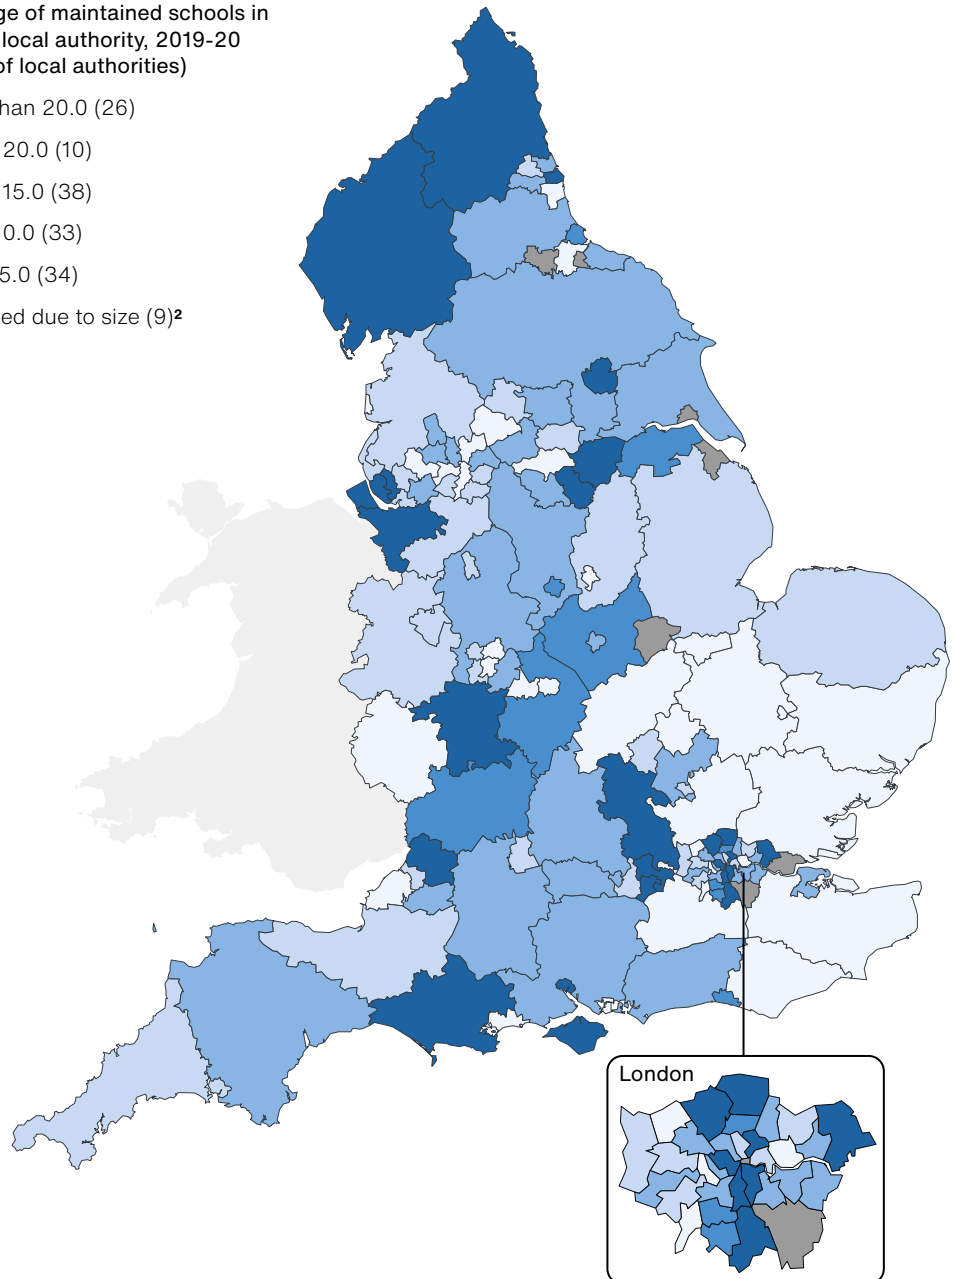 ge of maintained schools in
local authority, 2019-20
of local authorities)
han 20.0 (26)
20.0 (10)
15.0 (38)
0.0 (33)
5.0 (34)
ed due to size (9)²
London